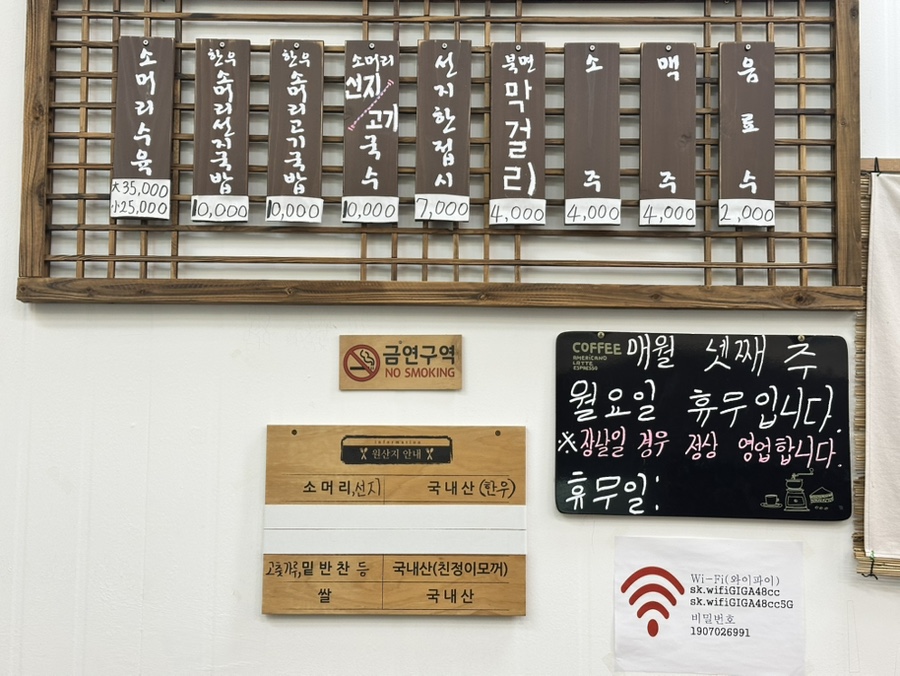 소머리수육
大 35,000
小 25,000
한우
소머리선지국밥
10,000
한우
소머리고기국밥
10,000
소머리
선지/고기
국수
10,000
선지한접시
7,000
북면
막걸리
4,000
소주
4,000
맥주
4,000
음료수
2,000
금연구역
NO SMOKING
COFFEE
AMERICANO
LATTE
ESPRESSO
매월 넷째 주
월요일 휴무입니다.
※장날일 경우 정상 영업합니다.
휴무일:
information
원산지 안내
소머리,선지 국내산(한우)
고춧가루,밑반찬 등 국내산(친정이모꺼)
쌀 국내산
Wi-Fi(와이파이)
sk.wifiGIGA48cc
sk.wifiGIGA48cc5G
비밀번호
1907026991